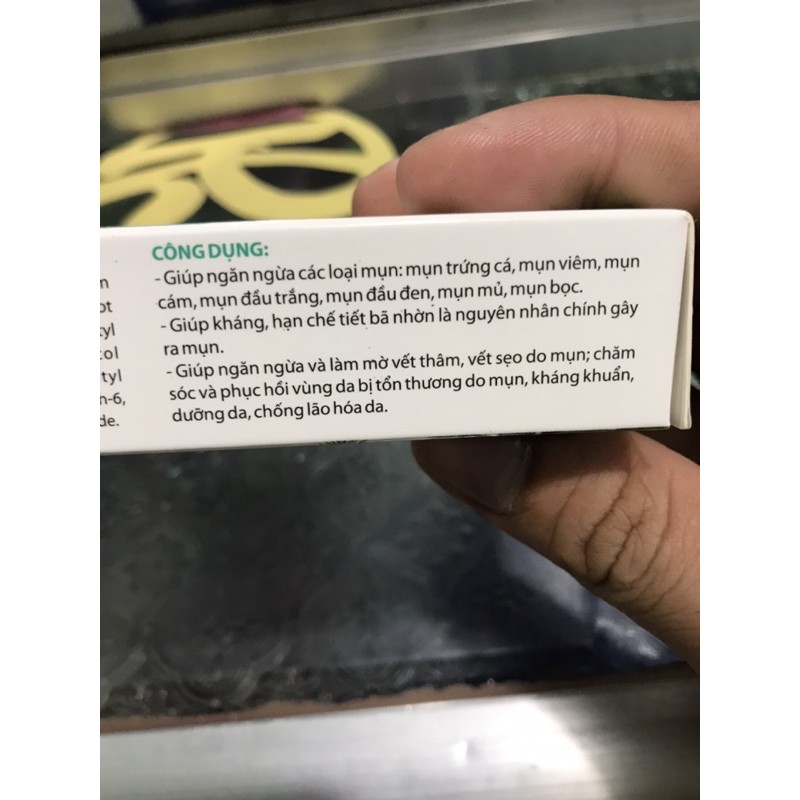 CÔNG DỤNG:
- Giúp ngăn ngừa các loại mụn: mụn trứng cá, mụn viêm, mụn
cám, mụn đầu trắng, mụn đầu đen, mụn mủ, mụn bọc.
- Giúp kháng, hạn chế tiết bã nhờn là nguyên nhân chính gây
ra mụn.
- Giúp ngăn ngừa và làm mờ vết thâm, vết sẹo do mụn; chăm
sóc và phục hồi vùng da bị tổn thương do mụn, kháng khuẩn,
dưỡng da, chống lão hóa da.